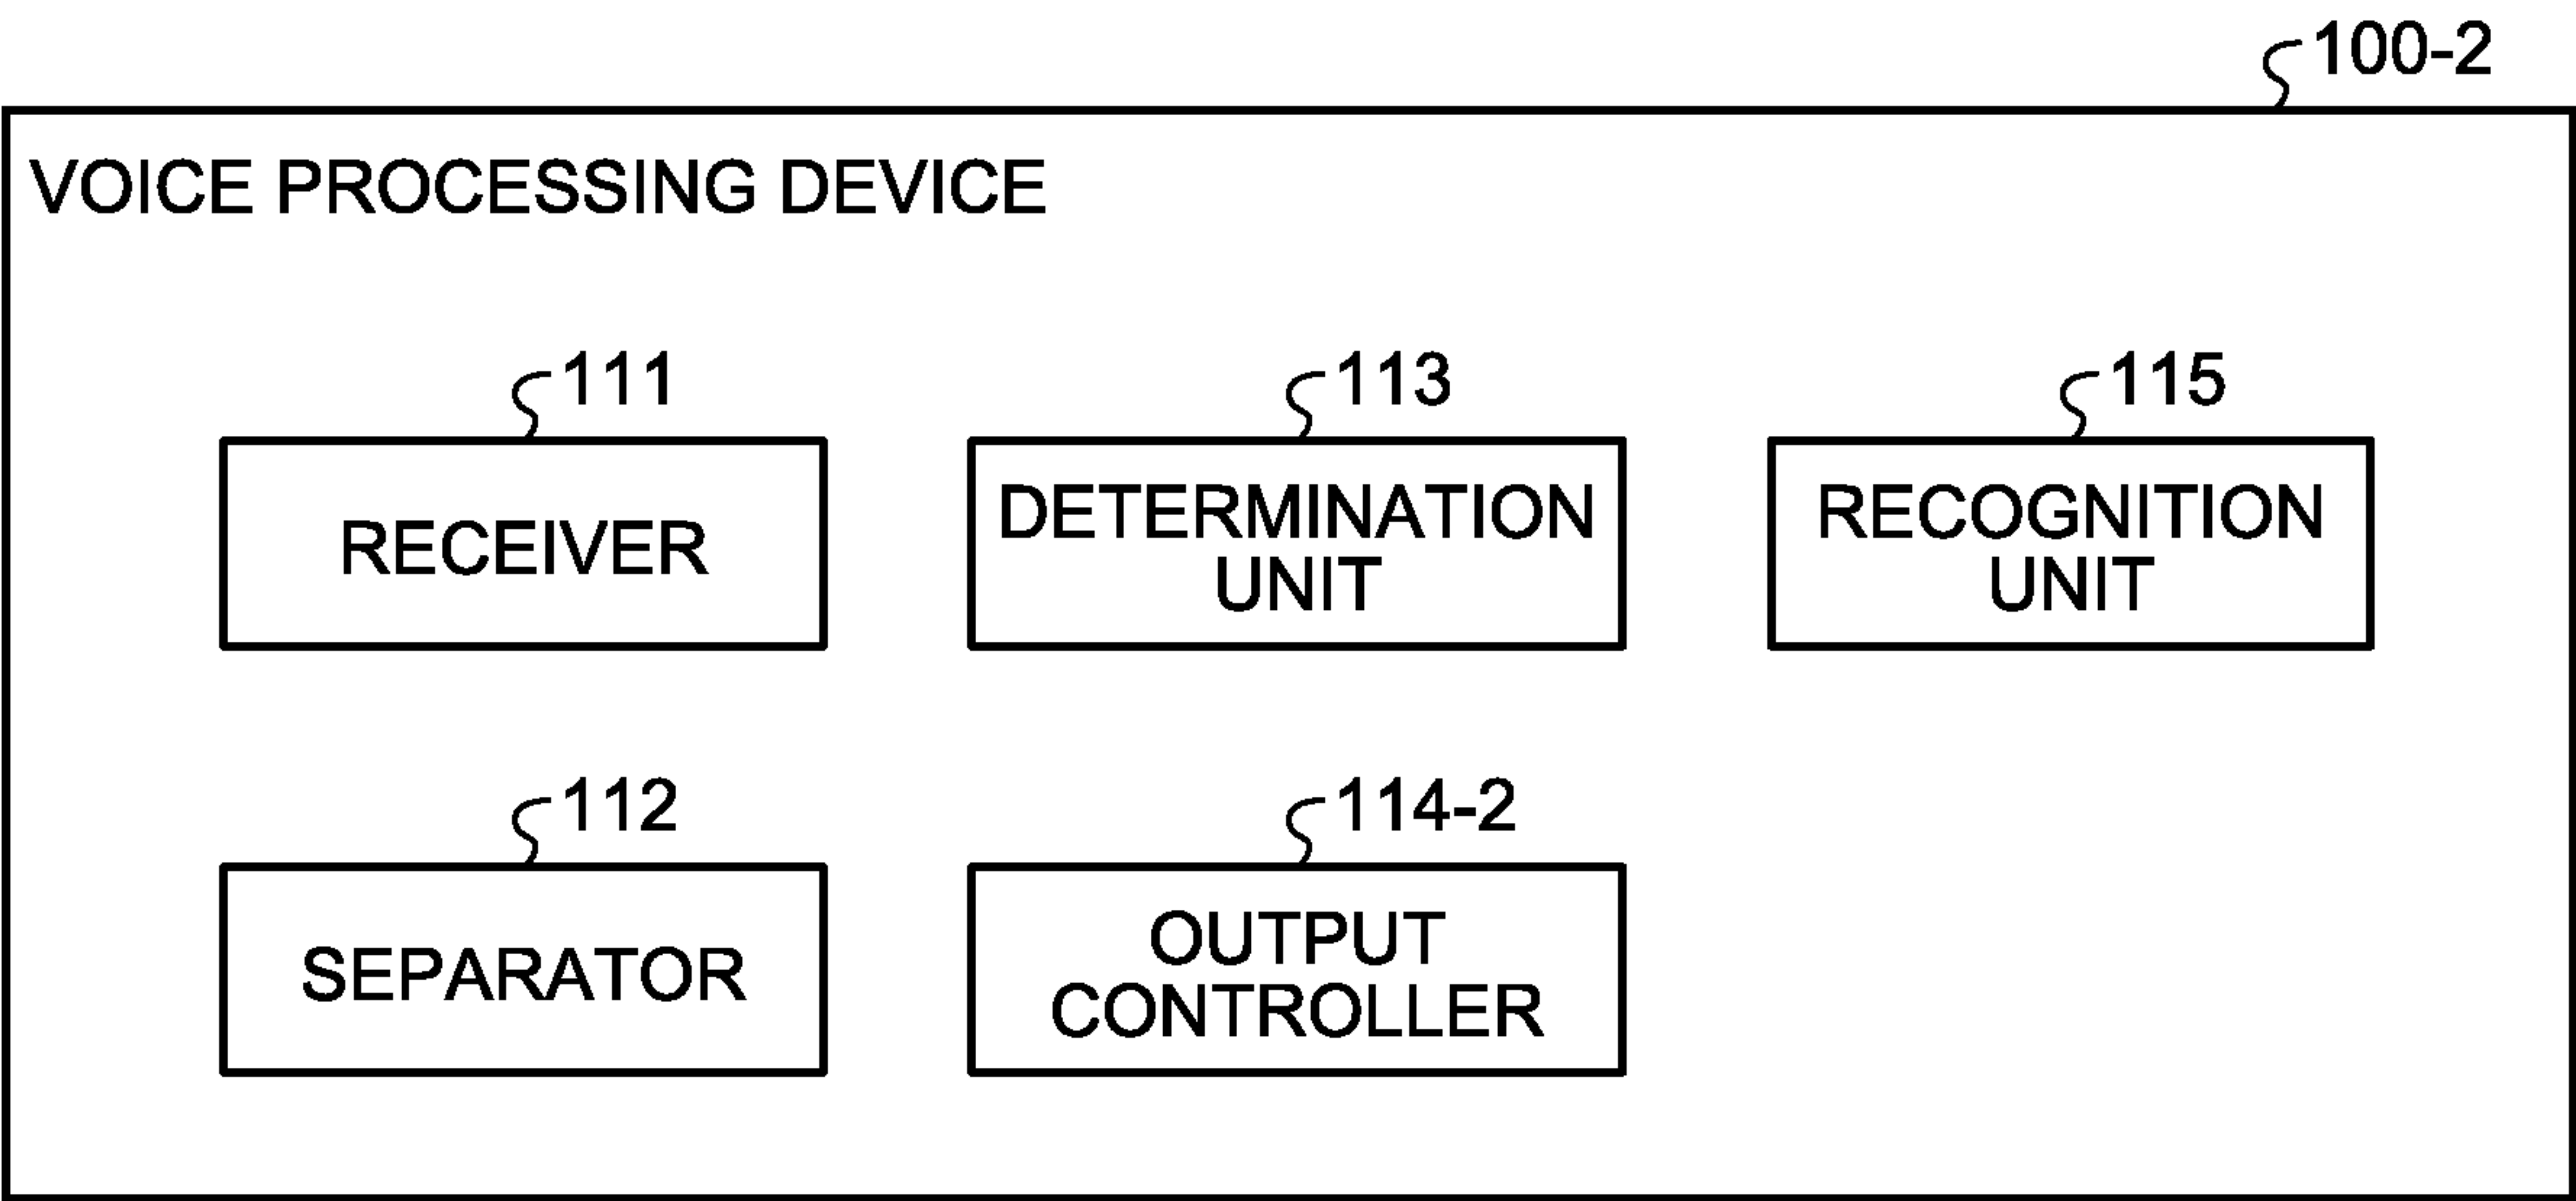 100-2
VOICE PROCESSING DEVICE
111
RECEIVER
113
DETERMINATION
UNIT
115
RECOGNITION
UNIT
112
SEPARATOR
114-2
OUTPUT
CONTROLLER